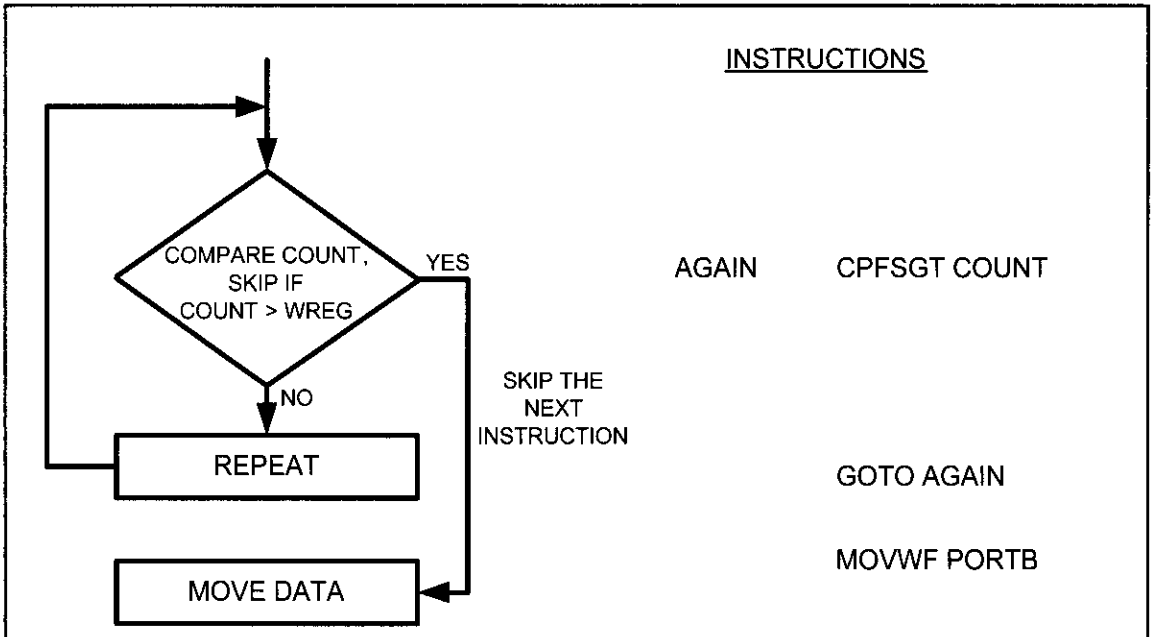 INSTRUCTIONS
COMPARE COUNT,
SKIP IF
COUNT > WREG
YES
NO
SKIP THE
NEXT
INSTRUCTION
REPEAT
MOVE DATA
AGAIN CPFSGT COUNT
GOTO AGAIN
MOVWF PORTB